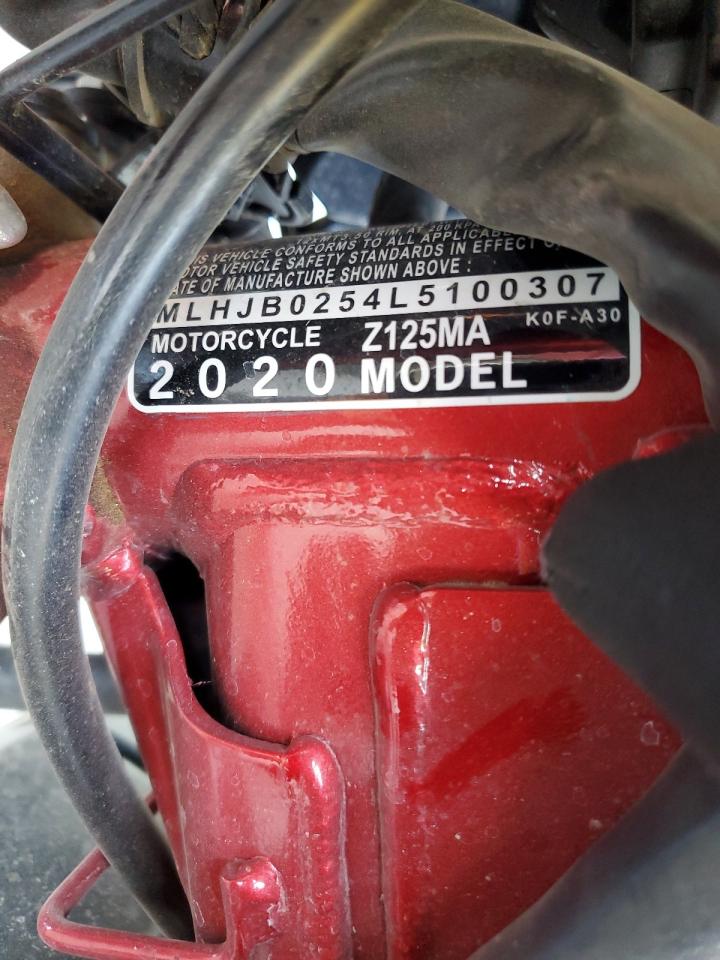 VEHICLE CONFORMS TO ALL APPLICABLE
MOTOR VEHICLE SAFETY STANDARDS IN EFFECT
DATE OF MANUFACTURE SHOWN ABOVE :
MLHJB0254L5100307
MOTORCYCLE Z125MA K0F-A30
2020 MODEL